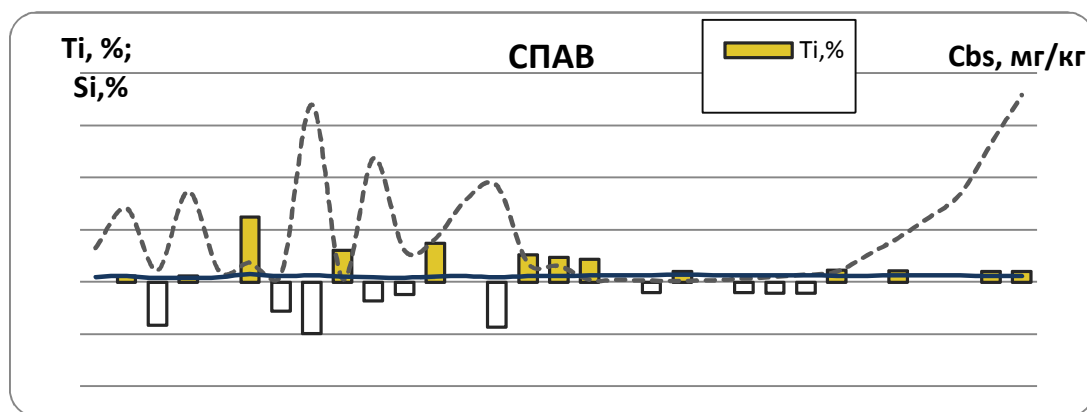 Ti, %;
Si,%
СПАВ
Ti,%
Cbs, мг/кг